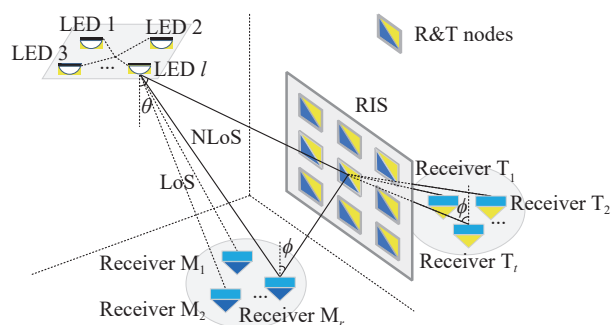 LED 1
LED 2
LED 3
...
LED l
θ
NLoS
LoS
R&T nodes
RIS
Receiver T1
Receiver T2
ϕ
...
Receiver Tt
Receiver M1
ϕ
Receiver M2
...
Receiver Mr